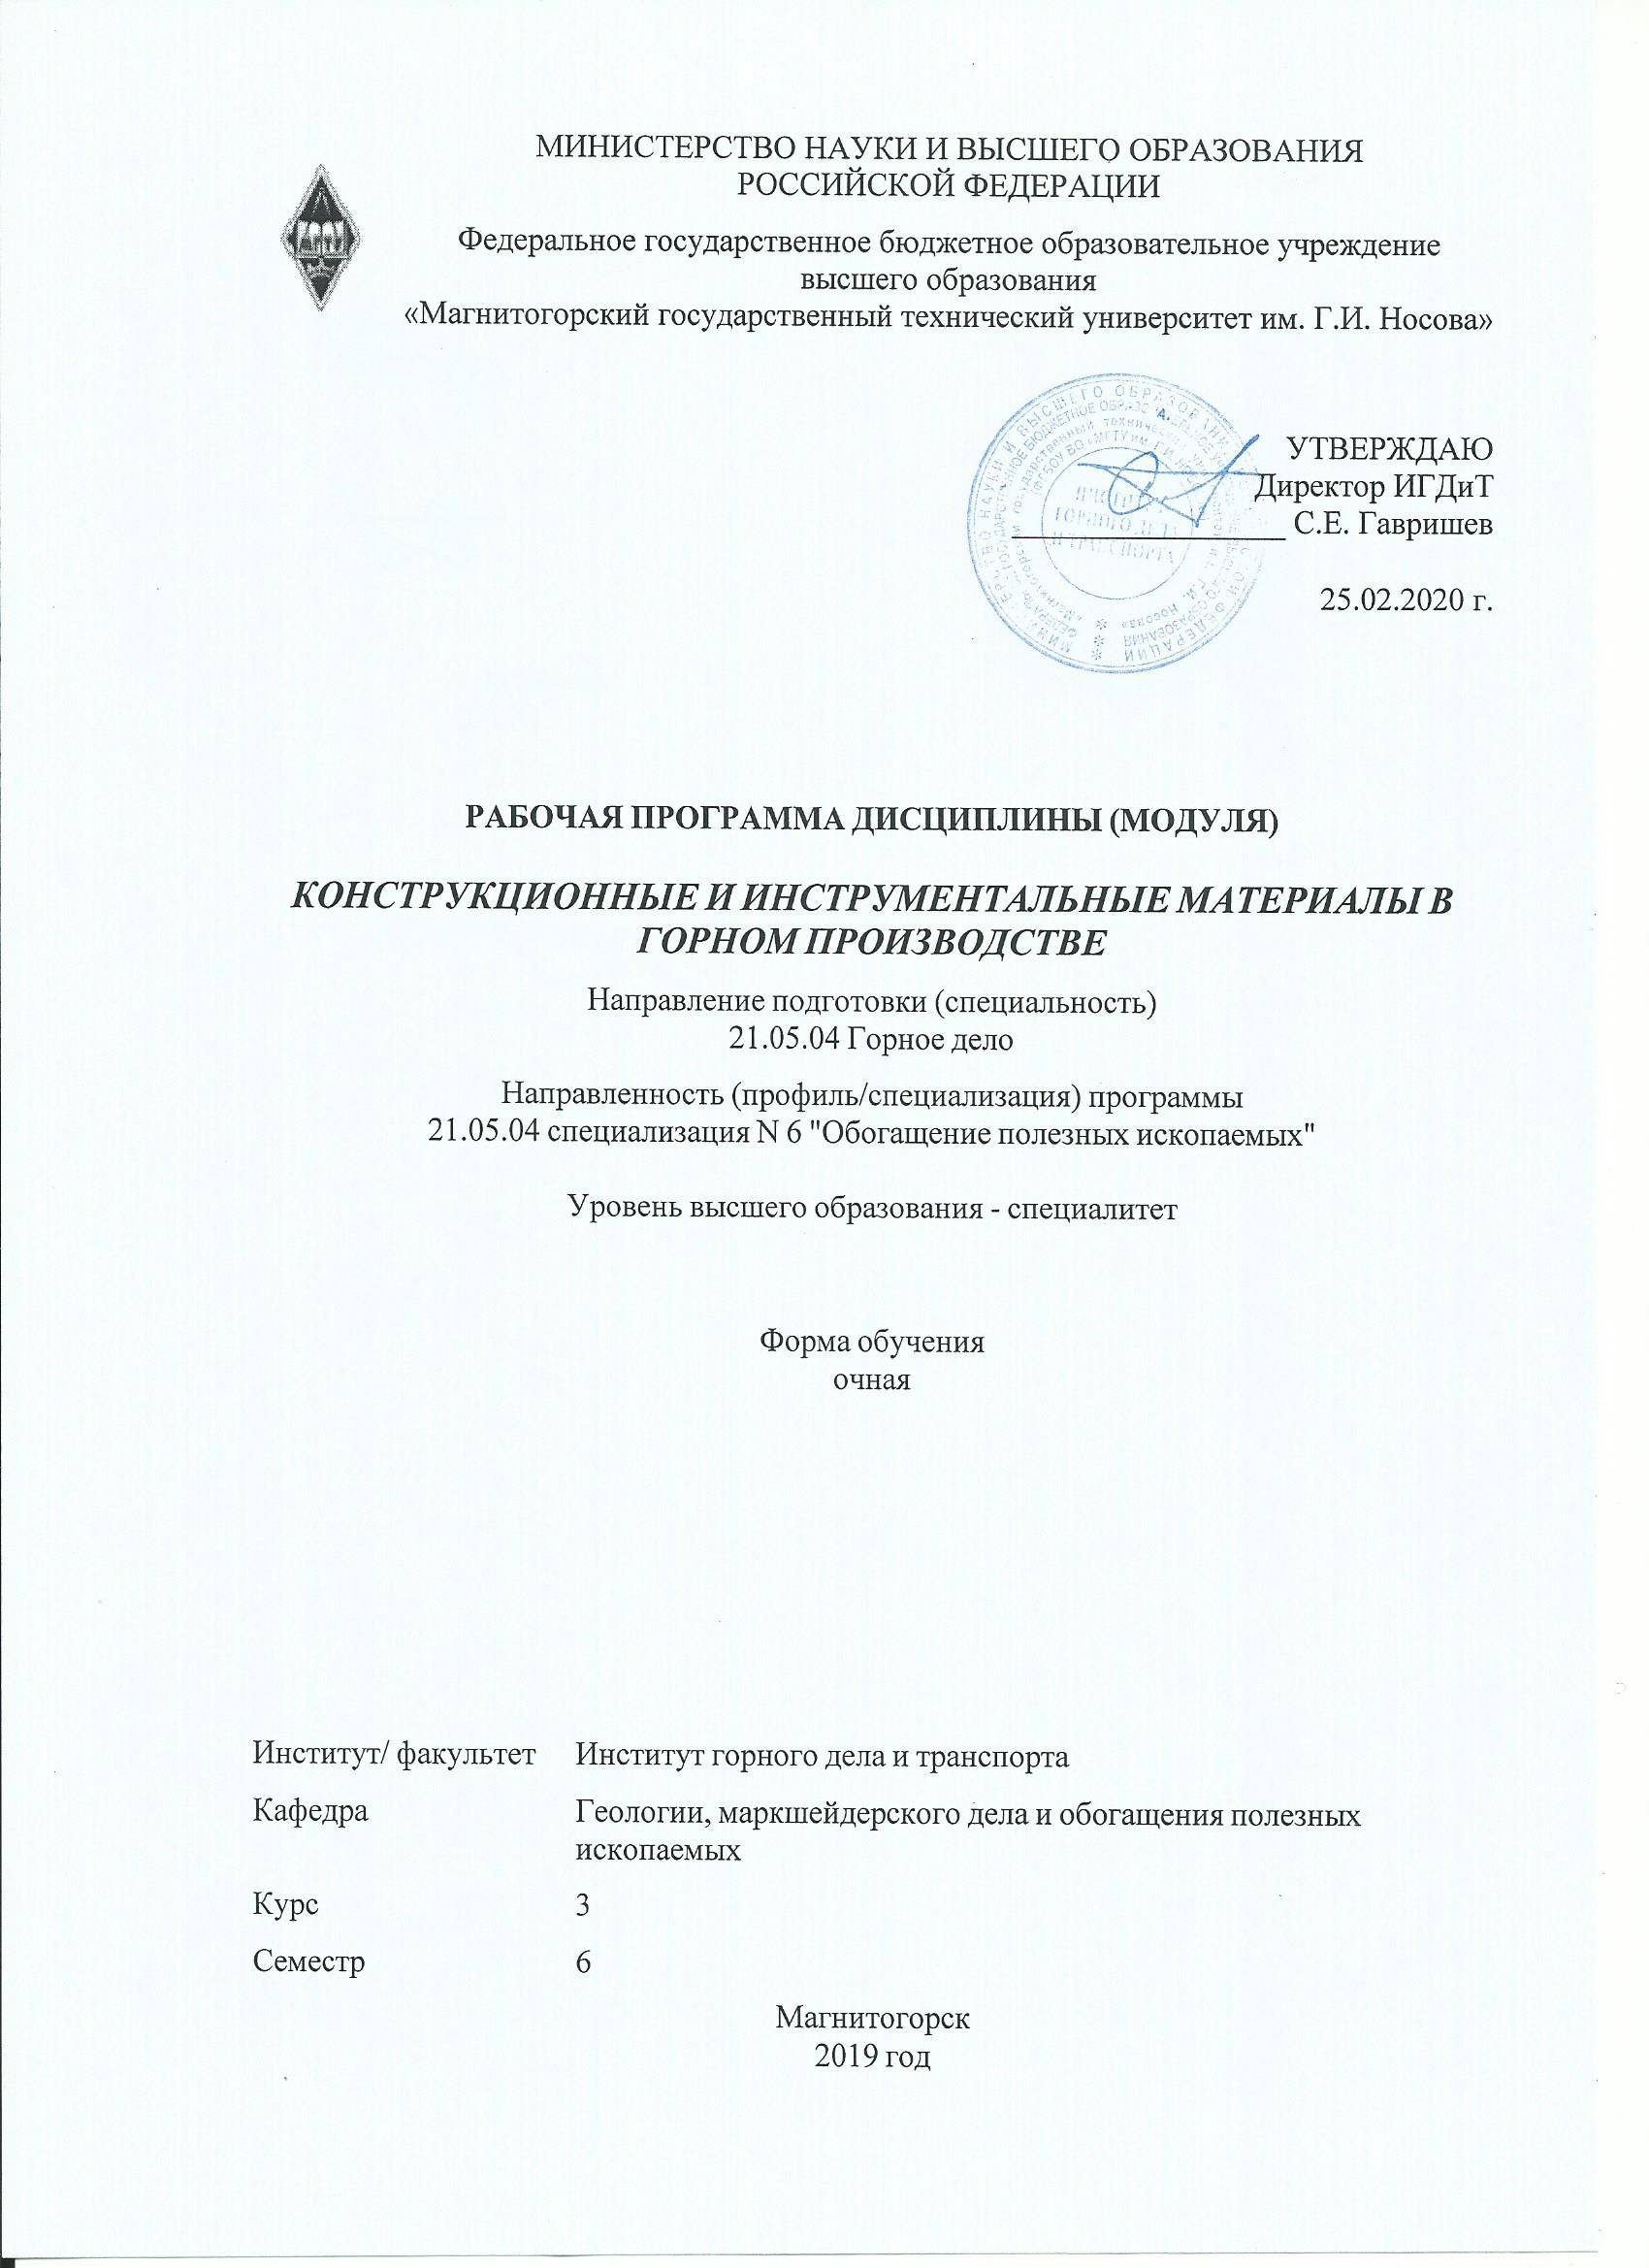 МИНИСТЕРСТВО НАУКИ И ВЫСШЕГО ОБРАЗОВАНИЯ
РОССИЙСКОЙ ФЕДЕРАЦИИ
Федеральное государственное бюджетное образовательное учреждение
высшего образования
«Магнитогорский государственный технический университет им. Г.И. Носова»
УТВЕРЖДАЮ
Директор ИГДиТ
С.Е. Гавришев
25.02.2020 г.
РАБОЧАЯ ПРОГРАММА ДИСЦИПЛИНЫ (МОДУЛЯ)
КОНСТРУКЦИОННЫЕ И ИНСТРУМЕНТАЛЬНЫЕ МАТЕРИАЛЫ В
ГОРНОМ ПРОИЗВОДСТВЕ
Направление подготовки (специальность)
21.05.04 Горное дело
Направленность (профиль/специализация) программы
21.05.04 специализация N 6 "Обогащение полезных ископаемых"
Уровень высшего образования - специалитет
Форма обучения
очная
Институт/ факультет Институт горного дела и транспорта
Кафедра Геологии, маркшейдерского дела и обогащения полезных
ископаемых
Курс 3
Семестр 6
Магнитогорск
2019 год